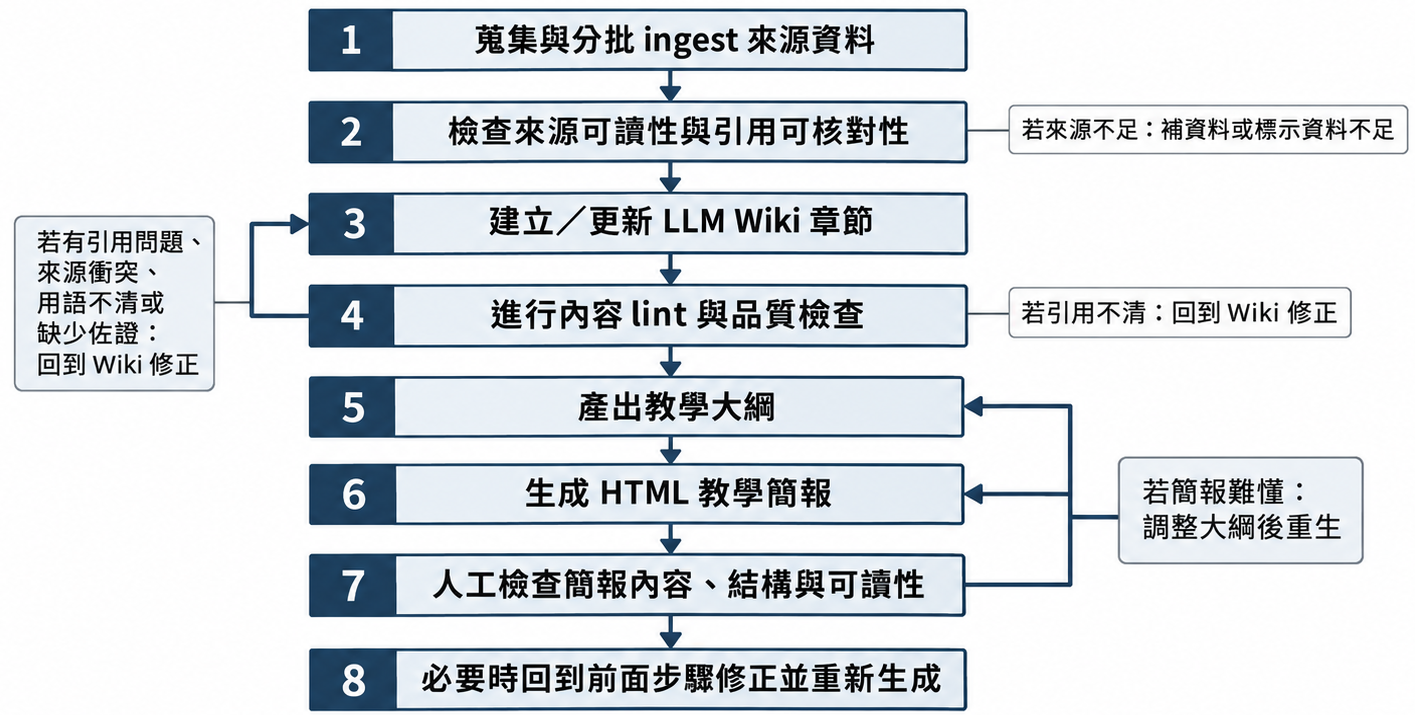 1 蒐集與分批 ingest 來源資料
2 檢查來源可讀性與引用可核對性
若來源不足：補資料或標示資料不足
3 建立／更新 LLM Wiki 章節
若有引用問題、
來源衝突、
用語不清或
缺少佐證：
回到 Wiki 修正
4 進行內容 lint 與品質檢查
若引用不清：回到 Wiki 修正
5 產出教學大綱
6 生成 HTML 教學簡報
若簡報難懂：
調整大綱後重生
7 人工檢查簡報內容、結構與可讀性
8 必要時回到前面步驟修正並重新生成